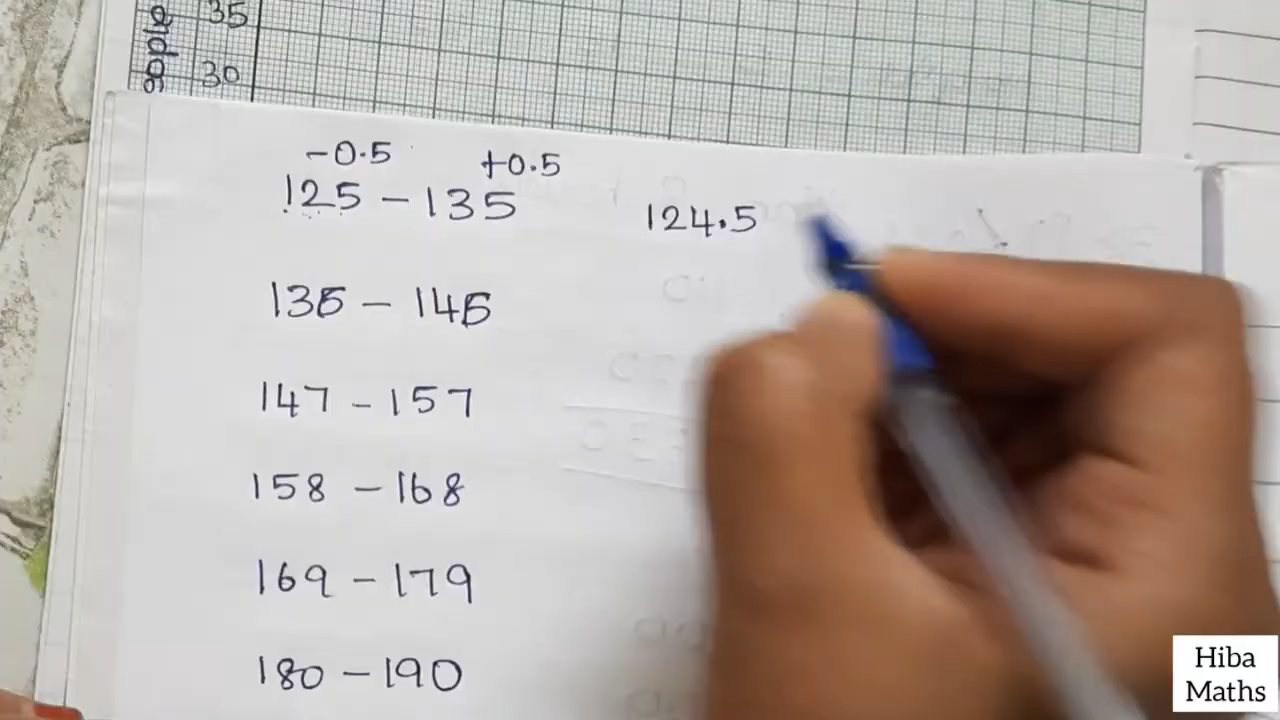 35
30
-0.5 +0.5
125 - 135 124.5
136 - 146
147 - 157
158 - 168
169 - 179
180 - 190
Hiba
Maths